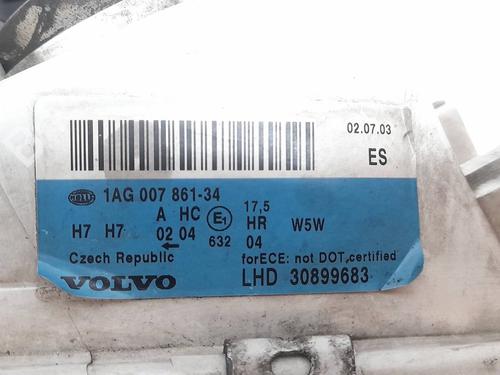 02.07.03
ES
HELLA 1AG 007 861-34
17,5
A HC E1 HR W5W
H7 H7 02 04 632 04
Czech Republic forECE: not DOT certified
VOLVO LHD 30899683